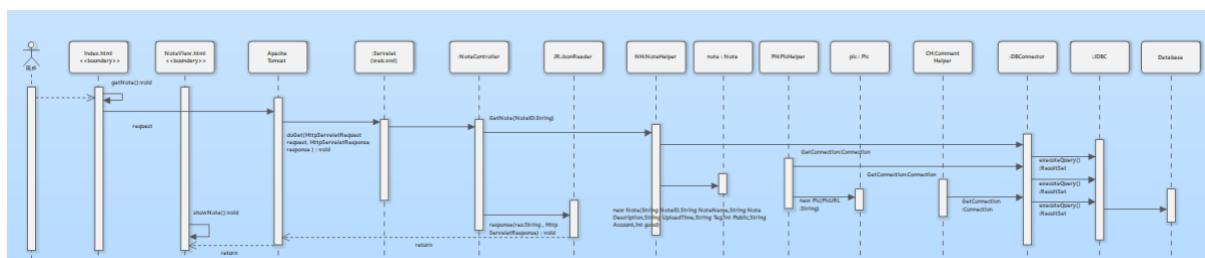 Index.html
<<boundary>>
NoteView.html
<<boundary>>
Apache
Tomcat
:Servlet
(web.xml)
:NoteController
JR:JsonReader
NH:NoteHelper
note : Note
PH:PicHelper
pic : Pic
CH:Comment
Helper
:DBConnector
:JDBC
Database
getNote():void
request
doGet(HttpServletRequest
request, HttpServletResponse
response ) : void
GetNote(NoteID:String)
GetConnection:Connection
GetConnection:Connection
executeQuery()
:ResultSet
executeQuery()
:ResultSet
new Pic(PicURL
:String)
GetConnection
:Connection
executeQuery()
:ResultSet
new Note(String NoteID,String NoteName,String Note
Description,String UploadTime,String Tag,int Public,String
Account,int good)
showNote():void
response(res:String , Http
ServletResponse) : void
return
return